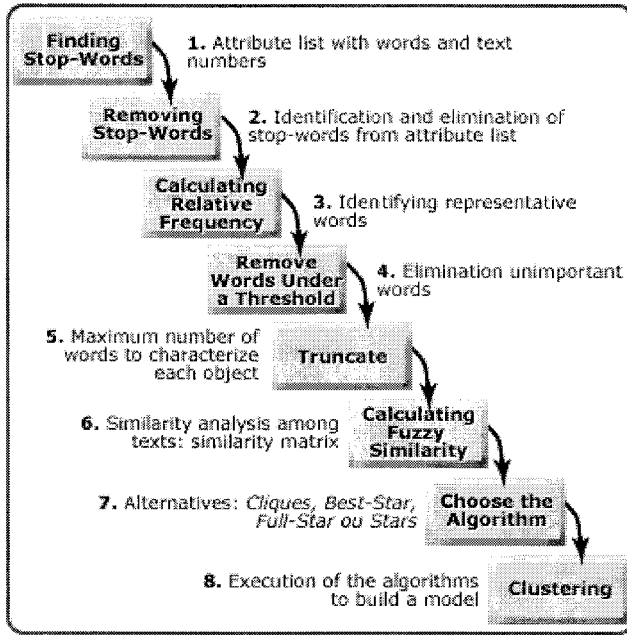 Finding
Stop-Words
1. Attribute list with words and text
numbers
Removing
Stop-Words
2. Identification and elimination of
stop-words from attribute list
Calculating
Relative
Frequency
3. Identifying representative
words
Remove
Words Under
a Threshold
4. Elimination unimportant
words
5. Maximum number of
words to characterize
each object
Truncate
6. Similarity analysis among
texts: similarity matrix
Calculating
Fuzzy
Similarity
7. Alternatives: Cliques, Best-Star,
Full-Star ou Stars
Choose the
Algorithm
8. Execution of the algorithms
to build a model
Clustering